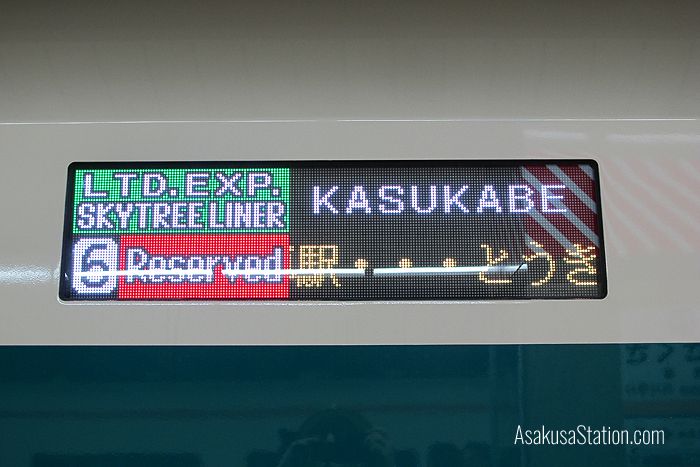 LTD.EXP.
SKYTREE LINER
KASUKABE
6 Reserved
駅・・・とうき
AsakusaStation.com